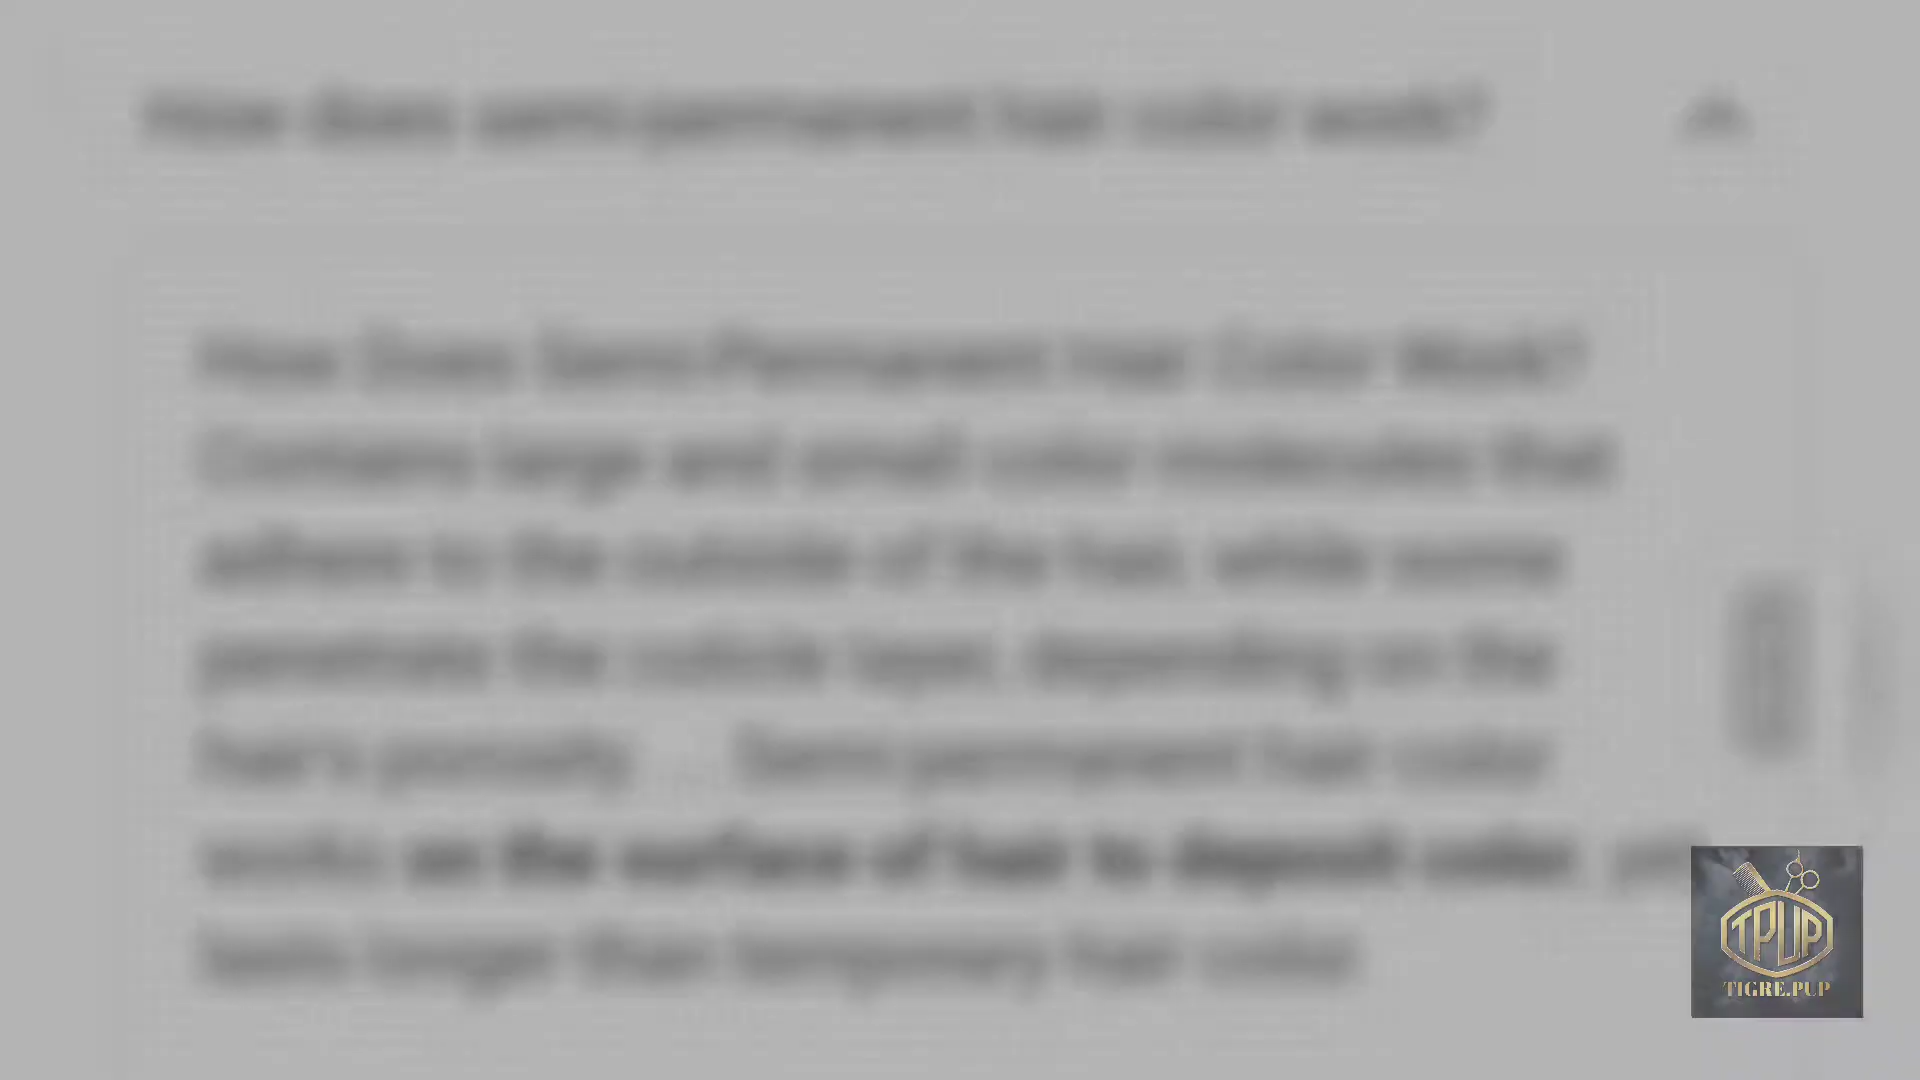 How does semi-permanent hair color work?
How Does Semi-Permanent Hair Color Work?
Contains large and small color molecules that
adhere to the outside of the hair, while some
penetrate the cuticle layer, depending on the
hair's porosity. Semi-permanent hair color
works on the surface of hair to deposit color,
lasts longer than temporary hair color
TPUP
TIGRE.PUP